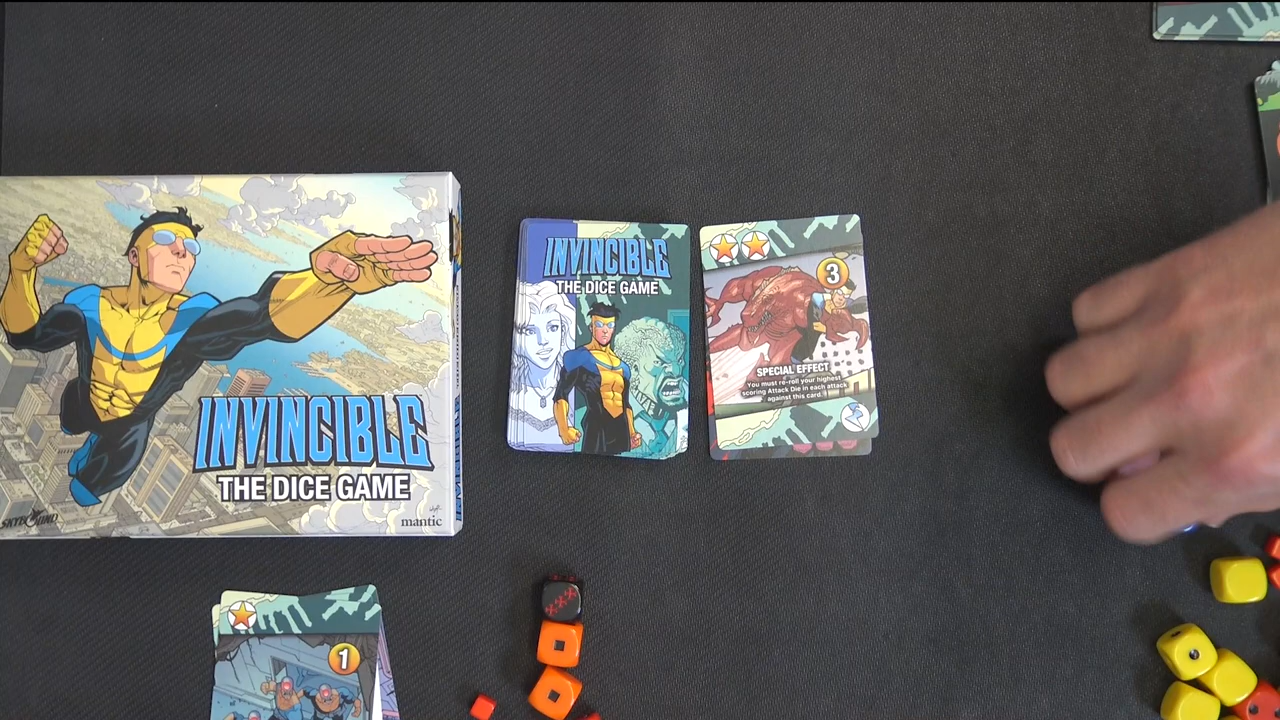 INVINCIBLE
THE DICE GAME
SKYBOUND
mantic
INVINCIBLE
THE DICE GAME
3
SPECIAL EFFECT
You must re-roll your highest
scoring Attack Die in each attack
against this card.
1